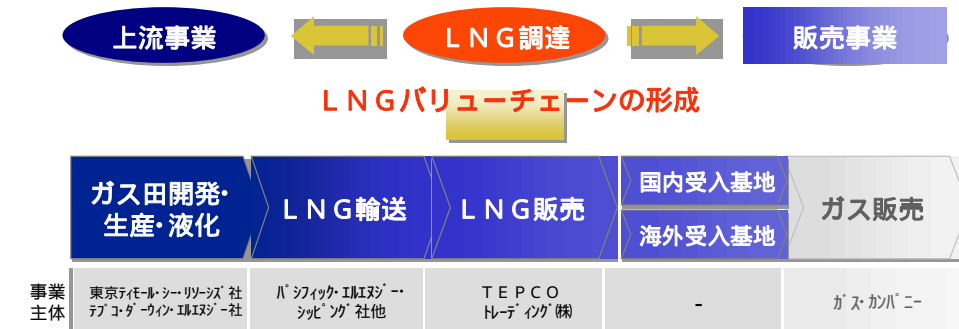 上流事業
ＬＮＧ調達
販売事業
ＬＮＧバリューチェーンの形成
ガス田開発・
生産・液化
ＬＮＧ輸送
ＬＮＧ販売
国内受入基地
海外受入基地
ガス販売
事業
主体
東京ﾃｨﾓｰﾙ・ｼｰ・ﾘｿｰｼｽﾞ社
ﾃﾌﾟｺ・ﾀﾞｰｳｨﾝ・ｴﾙｴﾇｼﾞｰ社
ﾊﾟｼﾌｨｯｸ・ｴﾙｴﾇｼﾞｰ・
ｼｯﾋﾟﾝｸﾞ社他
ＴＥＰＣＯ
ﾄﾚｰﾃﾞｨﾝｸﾞ㈱
-
ｶﾞｽ・ｶﾝﾊﾟﾆｰ